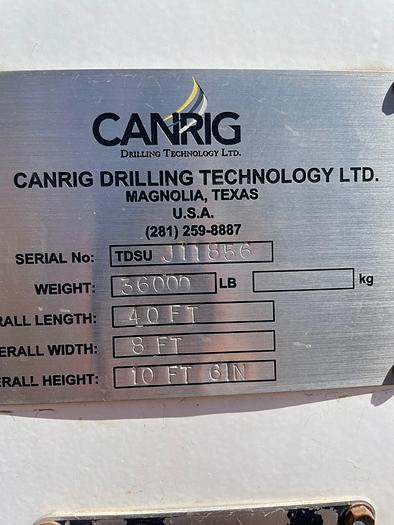 CANRIG
DRILLING TECHNOLOGY LTD.
CANRIG DRILLING TECHNOLOGY LTD.
MAGNOLIA, TEXAS
U.S.A.
(281) 259-8887
SERIAL No: TDSU J11856
WEIGHT: 36000 LB kg
RALL LENGTH: 40 FT
ERALL WIDTH: 8 FT
ERALL HEIGHT: 10 FT 6IN